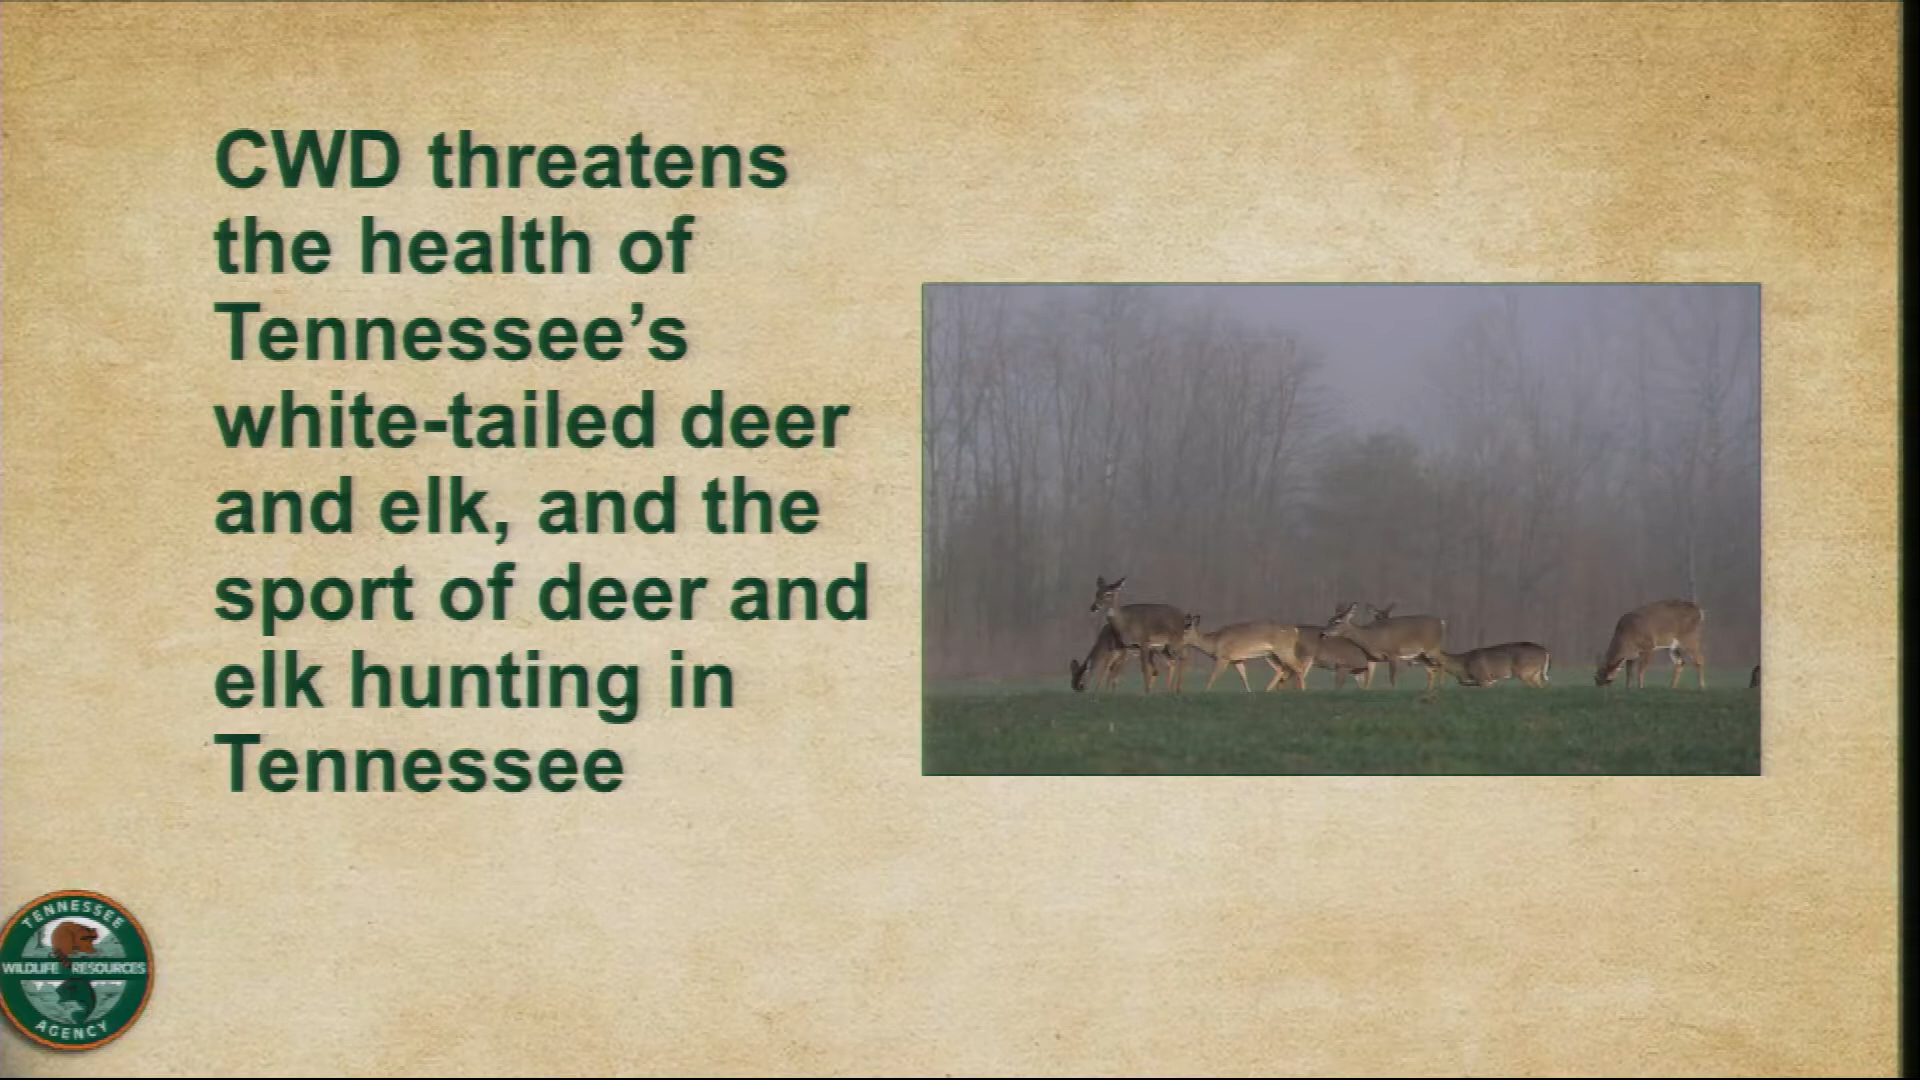 CWD threatens
the health of
Tennessee’s
white-tailed deer
and elk, and the
sport of deer and
elk hunting in
Tennessee
TENNESSEE
WILDLIFE RESOURCES
AGENCY